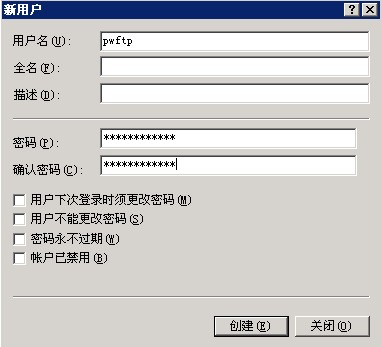 新用户
用户名(U): pwftp
全名(F):
描述(D):
密码(P): ************
确认密码(C): ************
用户下次登录时须更改密码(M)
用户不能更改密码(S)
密码永不过期(W)
帐户已禁用(B)
创建(E) 关闭(O)